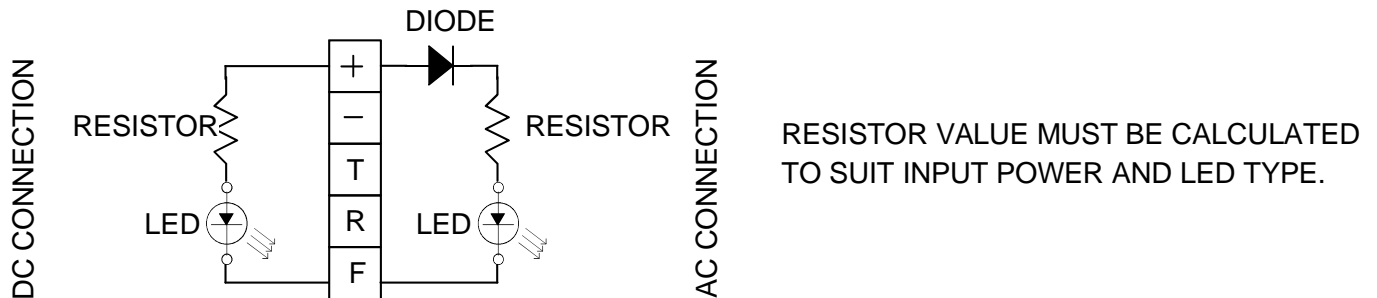 DIODE
DC CONNECTION
RESISTOR
LED
+
−
T
R
F
RESISTOR
LED
AC CONNECTION
RESISTOR VALUE MUST BE CALCULATED
TO SUIT INPUT POWER AND LED TYPE.